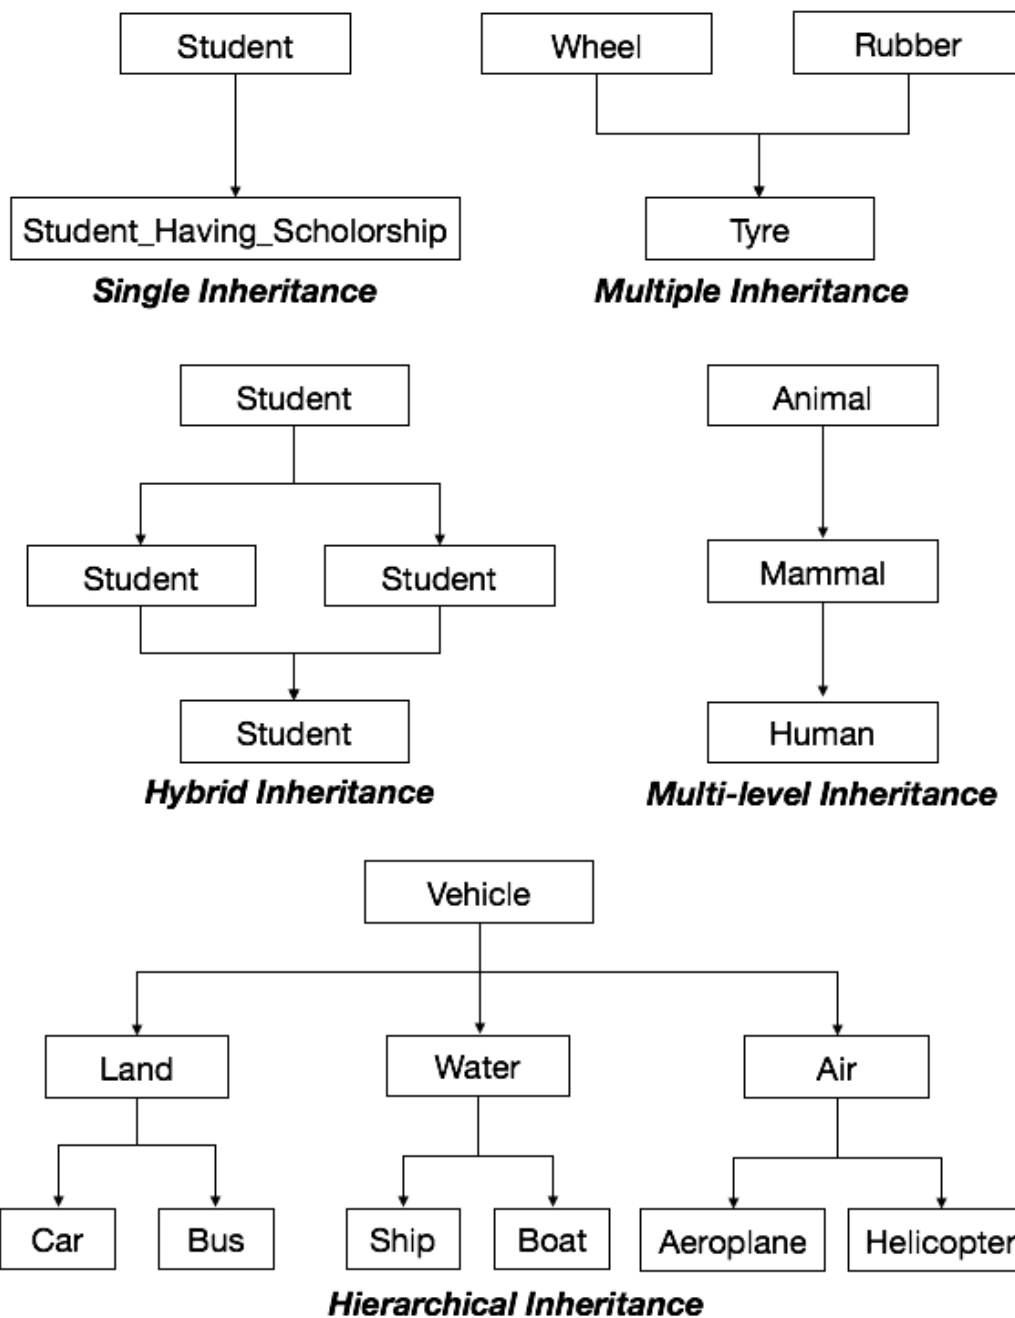 Student
Wheel
Rubber
Student_Having_Scholorship
Tyre
Single Inheritance
Multiple Inheritance
Student
Animal
Student
Student
Mammal
Student
Human
Hybrid Inheritance
Multi-level Inheritance
Vehicle
Land
Water
Air
Car
Bus
Ship
Boat
Aeroplane
Helicopter
Hierarchical Inheritance